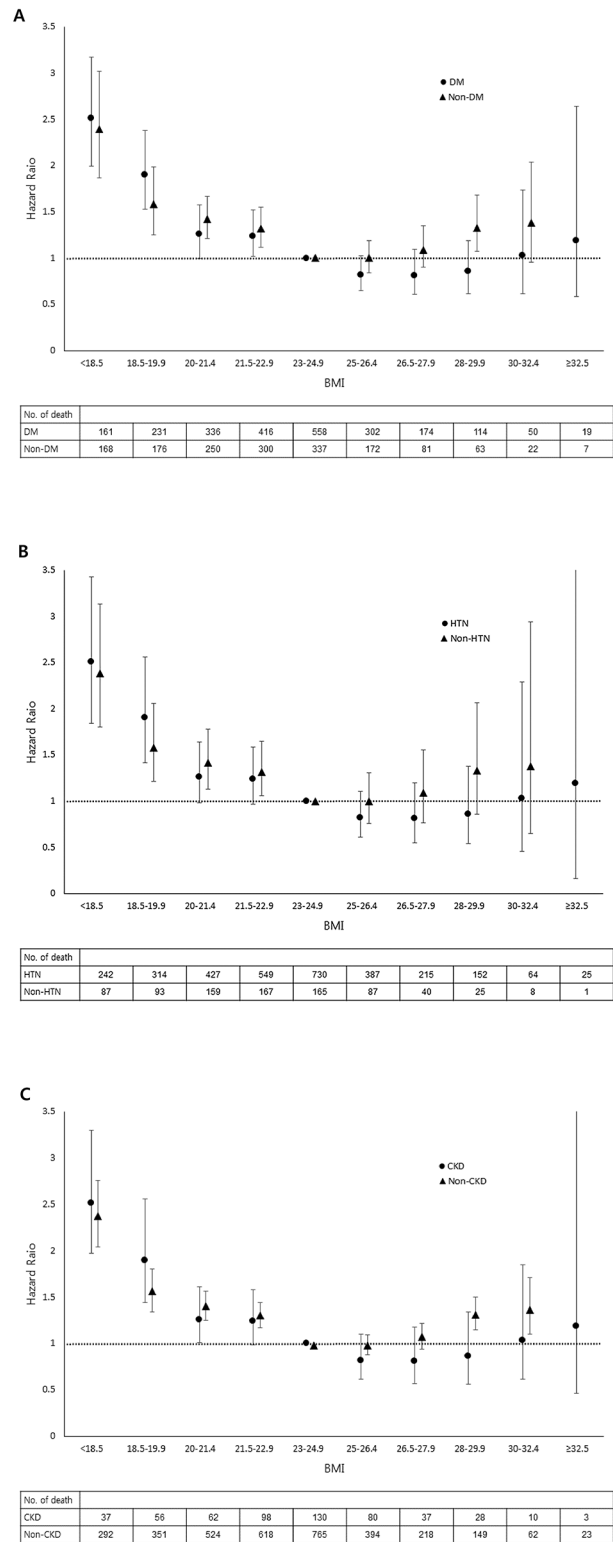 A
3.5
3
2.5
2
1.5
1
0.5
0
Hazard Raio
DM
Non-DM
<18.5 18.5-19.9 20-21.4 21.5-22.9 23-24.9 25-26.4 26.5-27.9 28-29.9 30-32.4 ≥32.5
BMI
No. of death
DM 161 231 336 416 558 302 174 114 50 19
Non-DM 168 176 250 300 337 172 81 63 22 7
B
3.5
3
2.5
2
1.5
1
0.5
0
Hazard Raio
HTN
Non-HTN
<18.5 18.5-19.9 20-21.4 21.5-22.9 23-24.9 25-26.4 26.5-27.9 28-29.9 30-32.4 ≥32.5
BMI
No. of death
HTN 242 314 427 549 730 387 215 152 64 25
Non-HTN 87 93 159 167 165 87 40 25 8 1
C
3.5
3
2.5
2
1.5
1
0.5
0
Hazard Raio
CKD
Non-CKD
<18.5 18.5-19.9 20-21.4 21.5-22.9 23-24.9 25-26.4 26.5-27.9 28-29.9 30-32.4 ≥32.5
BMI
No. of death
CKD 37 56 62 98 130 80 37 28 10 3
Non-CKD 292 351 524 618 765 394 218 149 62 23